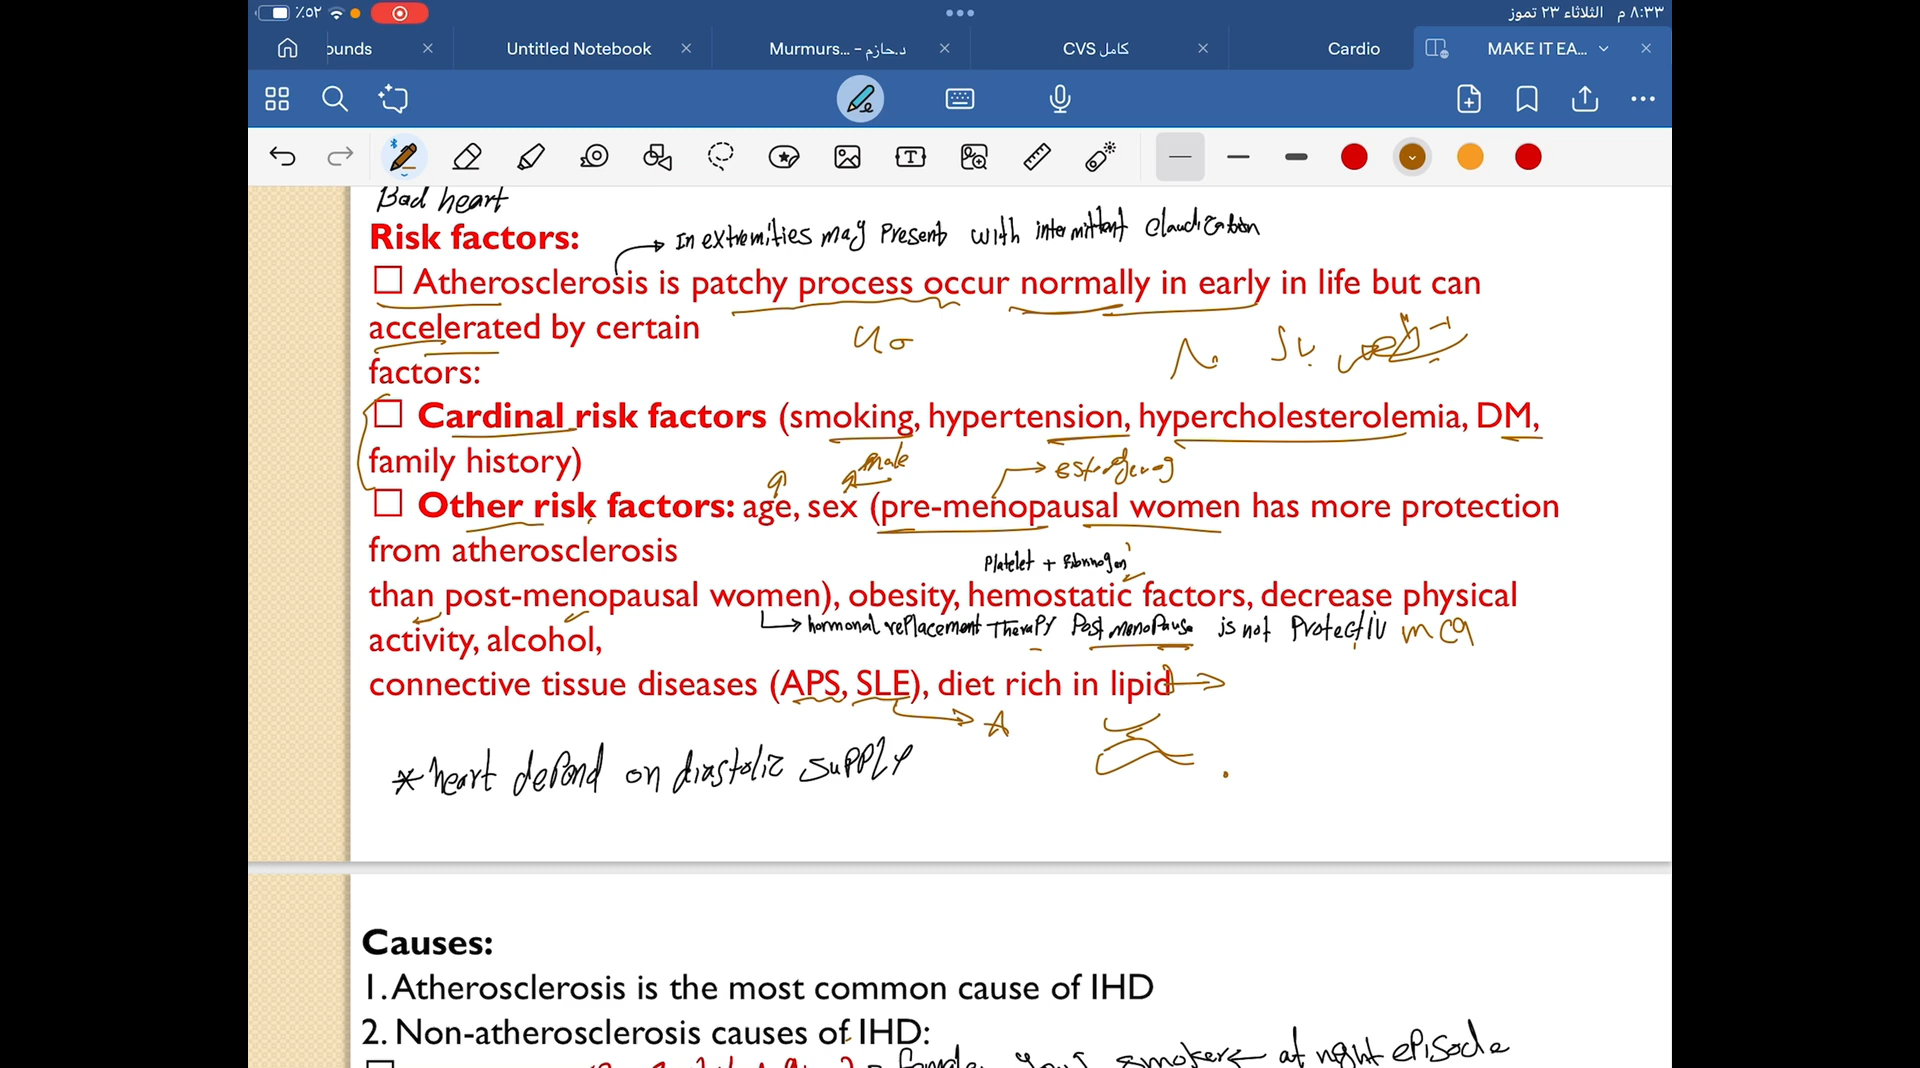 ٪٥٢
٨:٣٣ م الثلاثاء ٢٣ تموز
ounds
Untitled Notebook
Murmurs... - د.حازم
CVS كامل
Cardio
MAKE IT EA...
Bad heart
Risk factors:
In extremities may Present with intermittent claudication
☐ Atherosclerosis is patchy process occur normally in early in life but can
accelerated by certain
factors:
☐ Cardinal risk factors (smoking, hypertension, hypercholesterolemia, DM,
family history)
male
☐ Other risk factors: age, sex (pre-menopausal women has more protection
from atherosclerosis
Platelet + Fibrinogen
than post-menopausal women), obesity, hemostatic factors, decrease physical
hormonal replacement Therapy Post menopause is not Protectiv mcq
activity, alcohol,
connective tissue diseases (APS, SLE), diet rich in lipid
* heart depend on diastolic supply
Causes:
1. Atherosclerosis is the most common cause of IHD
2. Non-atherosclerosis causes of IHD:
female smoker at night episode